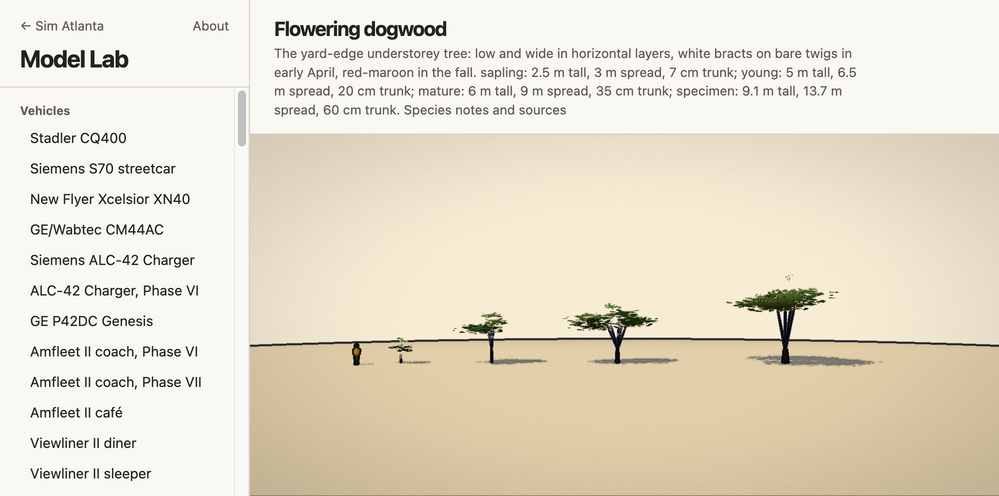 ← Sim Atlanta
About
Model Lab
Vehicles
Stadler CQ400
Siemens S70 streetcar
New Flyer Xcelsior XN40
GE/Wabtec CM44AC
Siemens ALC-42 Charger
ALC-42 Charger, Phase VI
GE P42DC Genesis
Amfleet II coach, Phase VI
Amfleet II coach, Phase VII
Amfleet II café
Viewliner II diner
Viewliner II sleeper
Flowering dogwood
The yard-edge understorey tree: low and wide in horizontal layers, white bracts on bare twigs in
early April, red-maroon in the fall. sapling: 2.5 m tall, 3 m spread, 7 cm trunk; young: 5 m tall, 6.5
m spread, 20 cm trunk; mature: 6 m tall, 9 m spread, 35 cm trunk; specimen: 9.1 m tall, 13.7 m
spread, 60 cm trunk. Species notes and sources